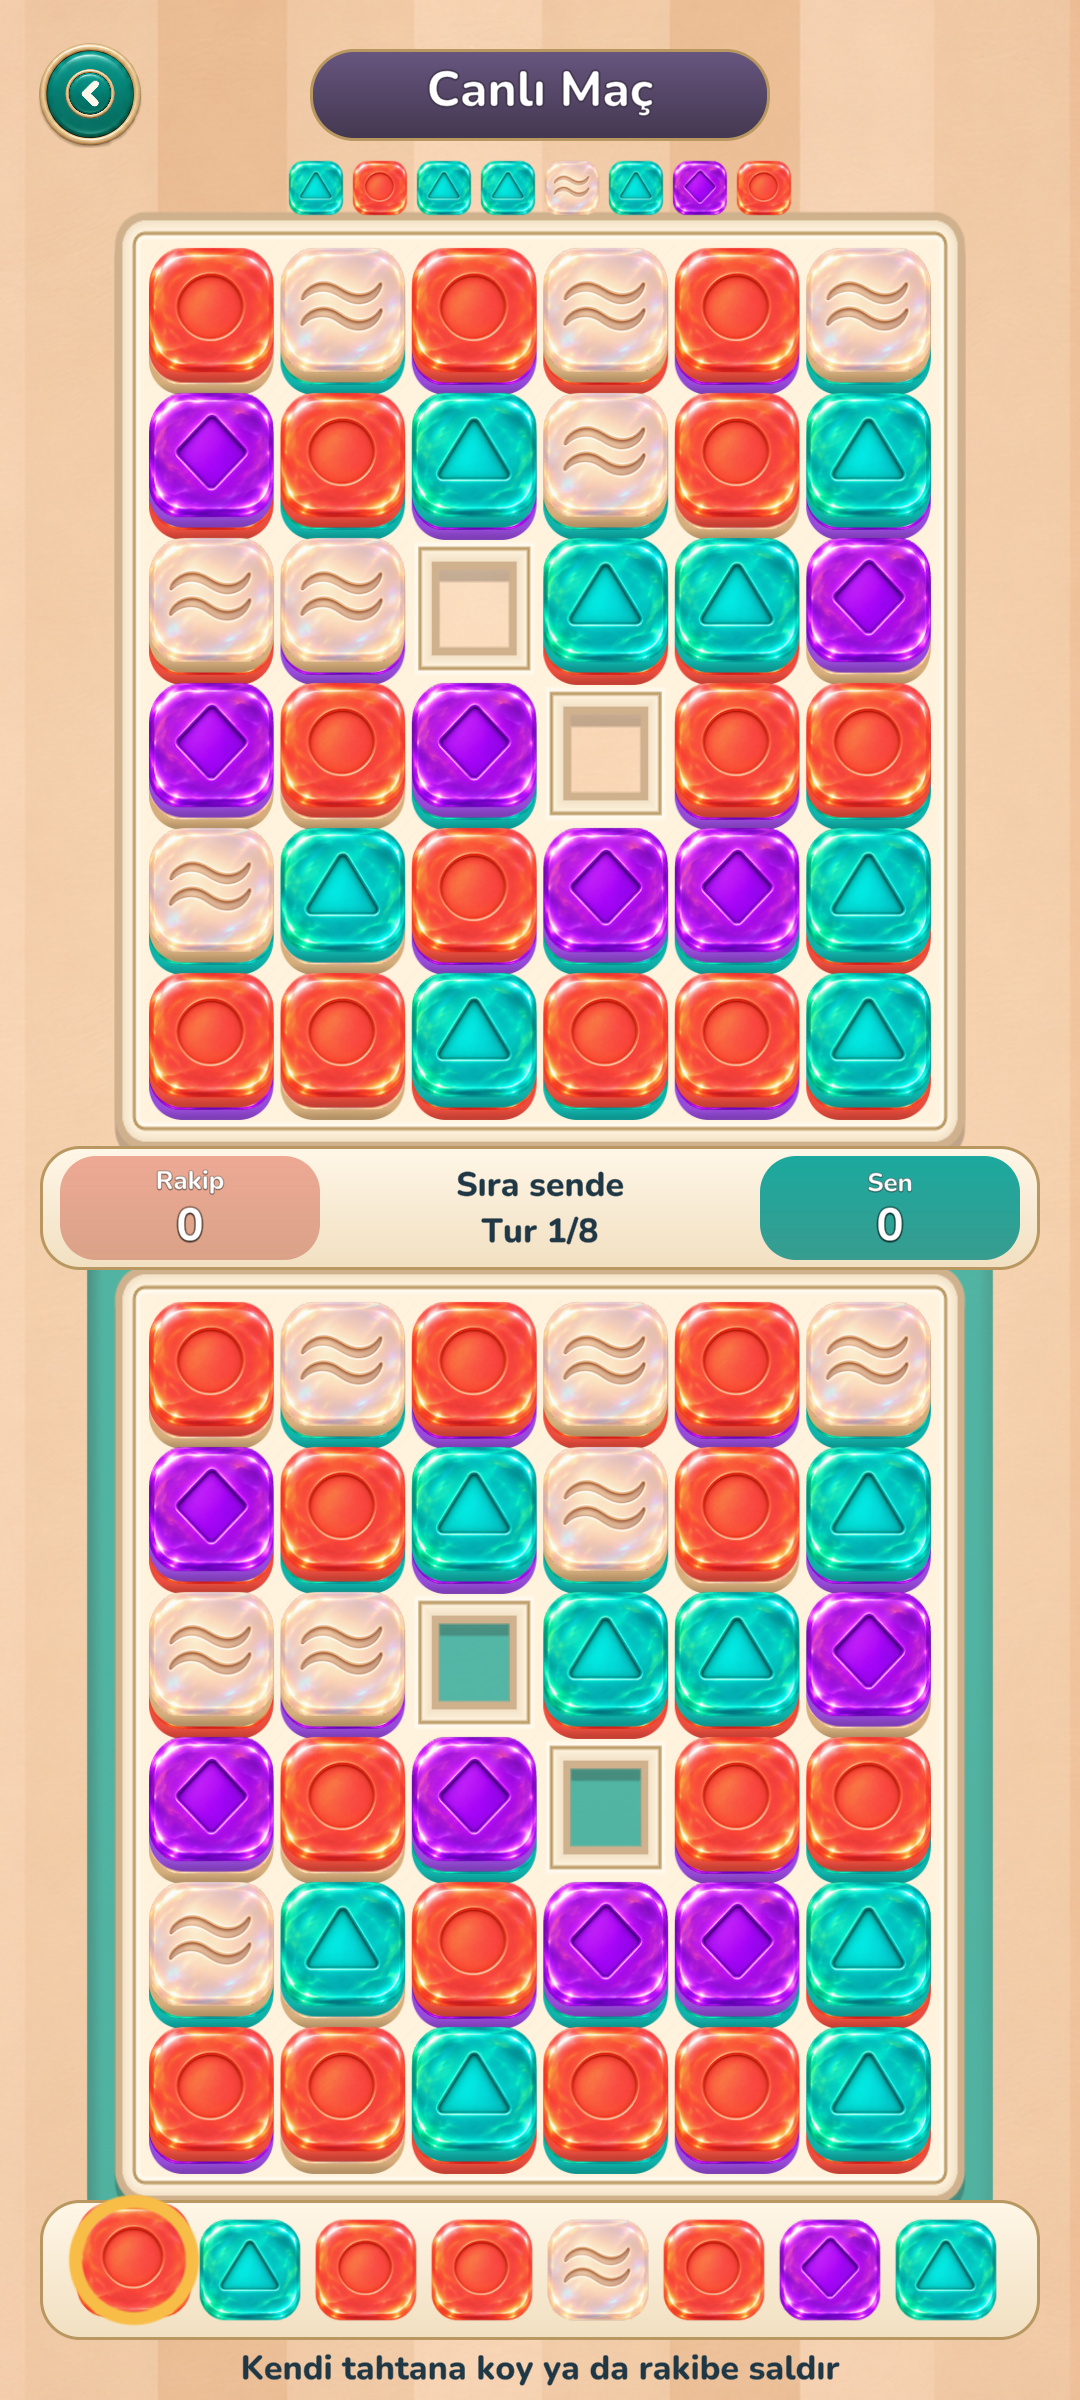 Canlı Maç
Rakip
0
Sıra sende
Tur 1/8
Sen
0
Kendi tahtana koy ya da rakibe saldır